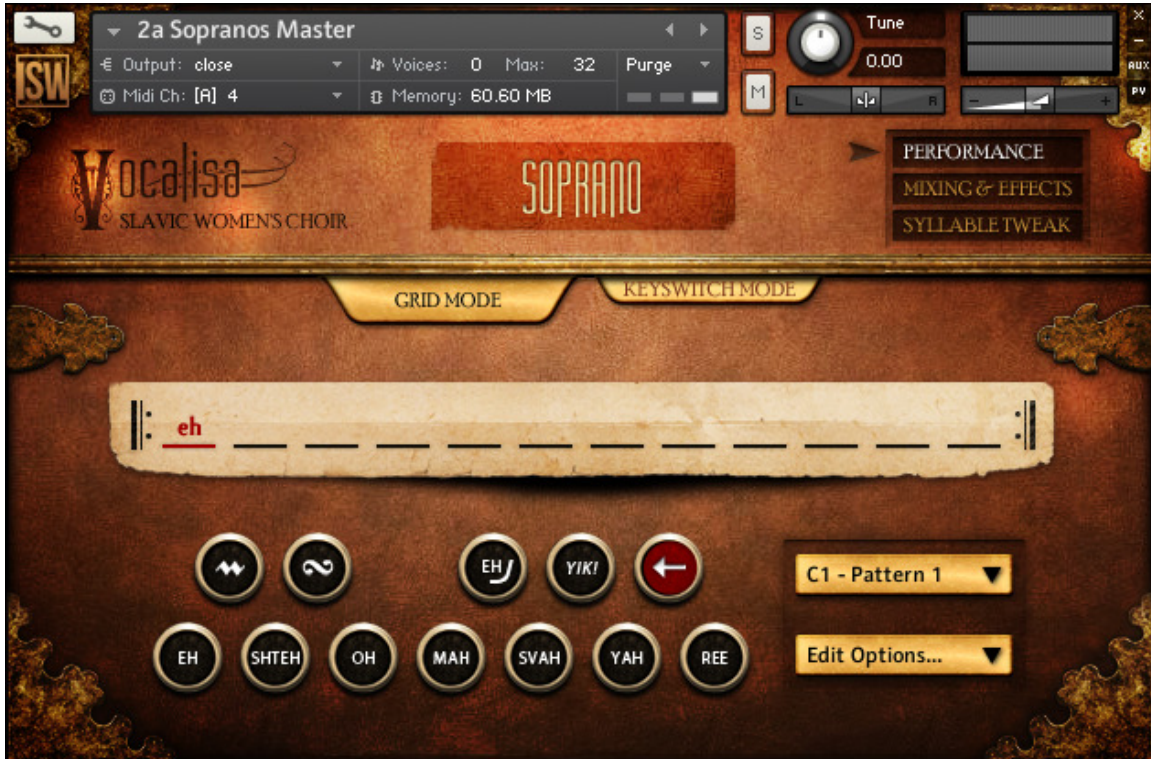 2a Sopranos Master
Output: close
Voices: 0 Max: 32
Purge
Midi Ch: [A] 4
Memory: 60.60 MB
S
M
Tune
0.00
L R
- +
×
-
AUX
PV
ISW
Vocalisa
SLAVIC WOMEN'S CHOIR
SOPRANO
PERFORMANCE
MIXING & EFFECTS
SYLLABLE TWEAK
GRID MODE
KEYSWITCH MODE
eh
EH
YIK!
C1 - Pattern 1
EH
SHTEH
OH
MAH
SVAH
YAH
REE
Edit Options...